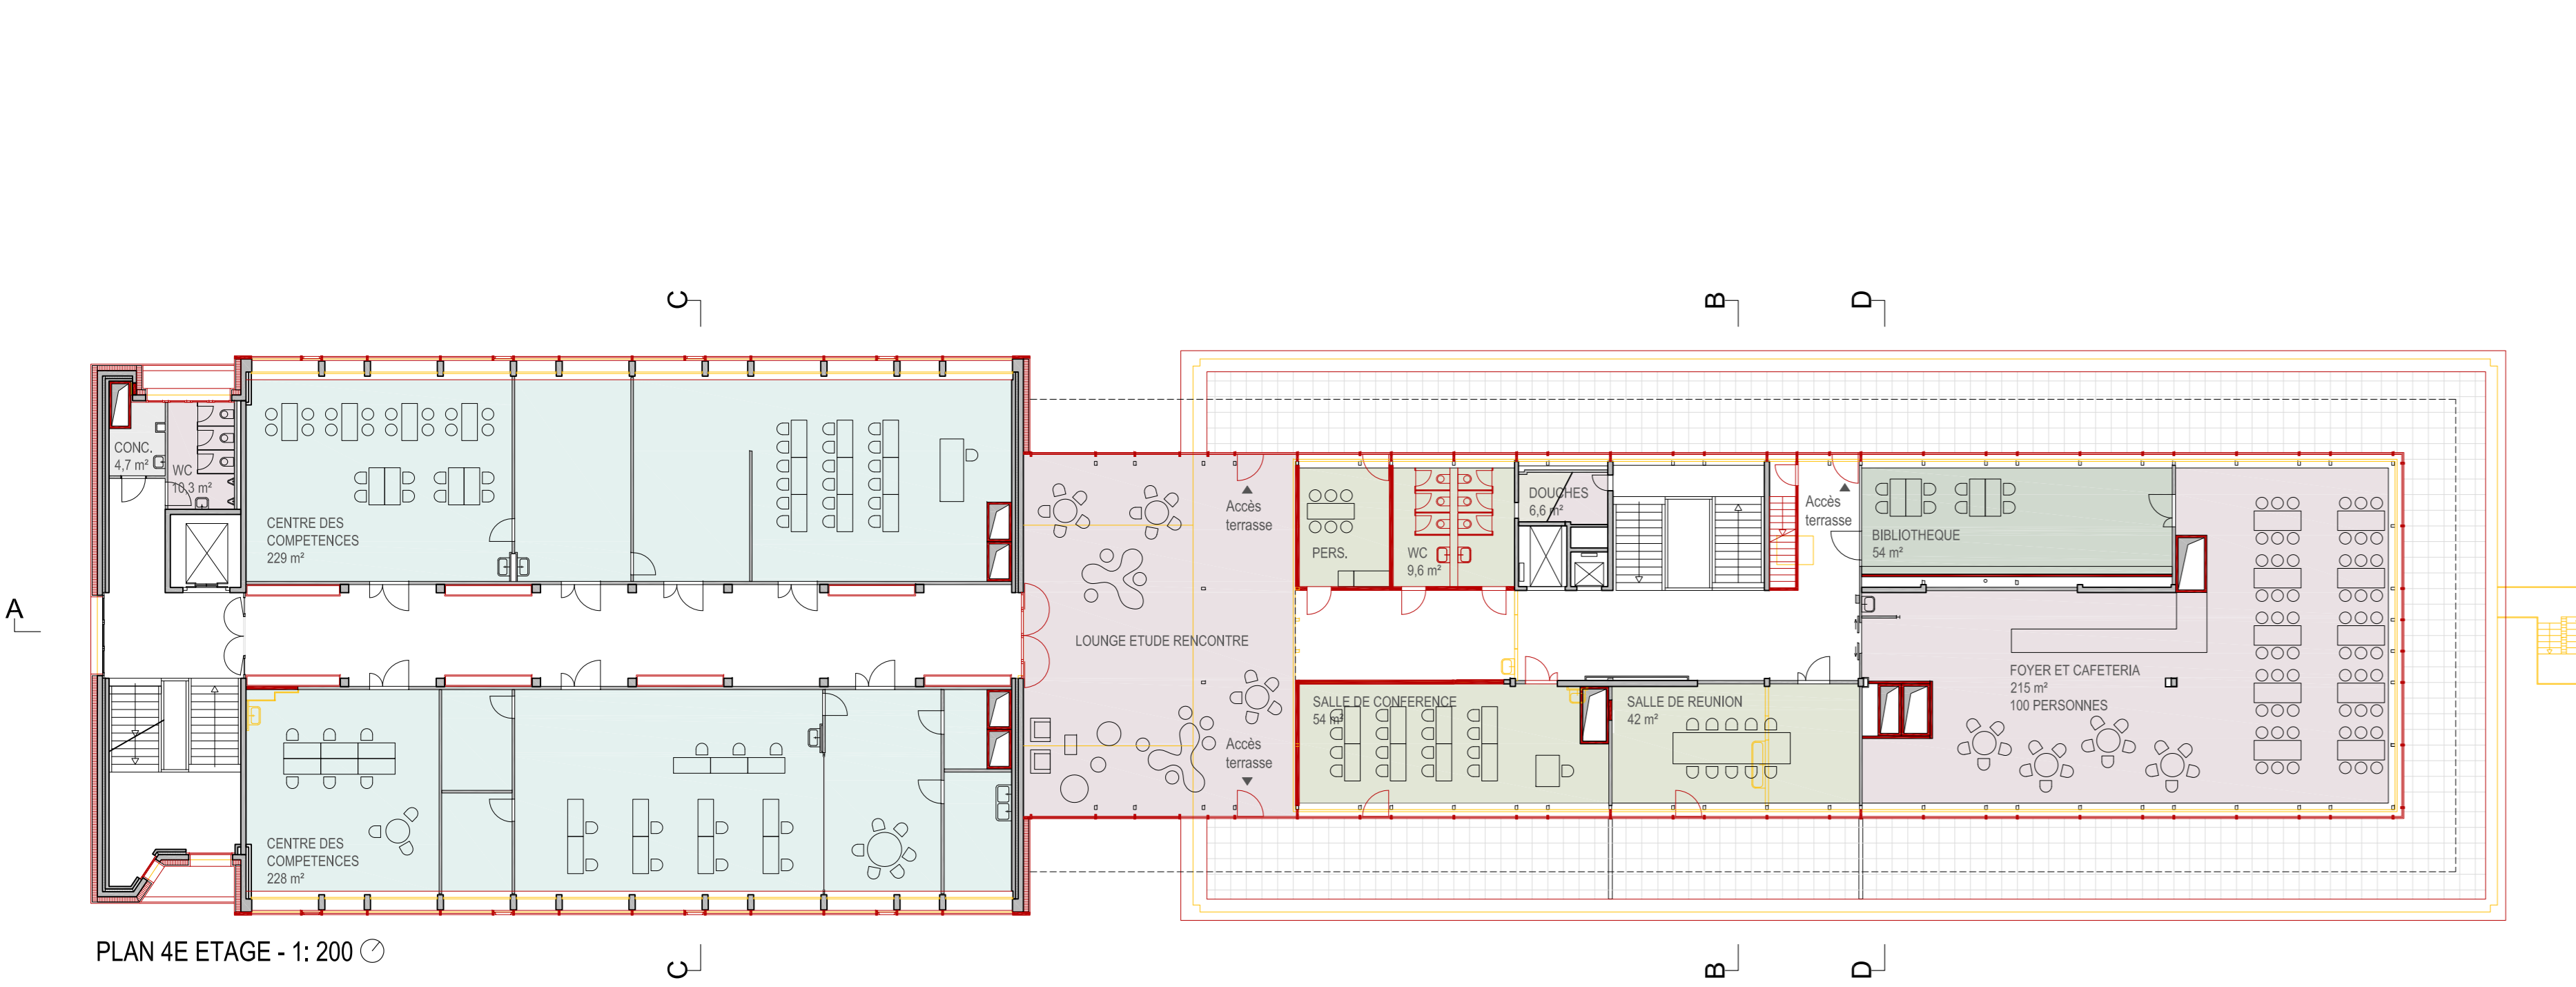 C
B
D
CONC.
4,7 m²
WC
10,3 m²
CENTRE DES
COMPETENCES
229 m²
Accès
terrasse
PERS.
WC
9,6 m²
DOUCHES
6,6 m²
Accès
terrasse
BIBLIOTHEQUE
54 m²
A
LOUNGE ETUDE RENCONTRE
FOYER ET CAFETERIA
215 m²
100 PERSONNES
SALLE DE CONFERENCE
54 m²
SALLE DE REUNION
42 m²
Accès
terrasse
CENTRE DES
COMPETENCES
228 m²
PLAN 4E ETAGE - 1: 200
C
B
D